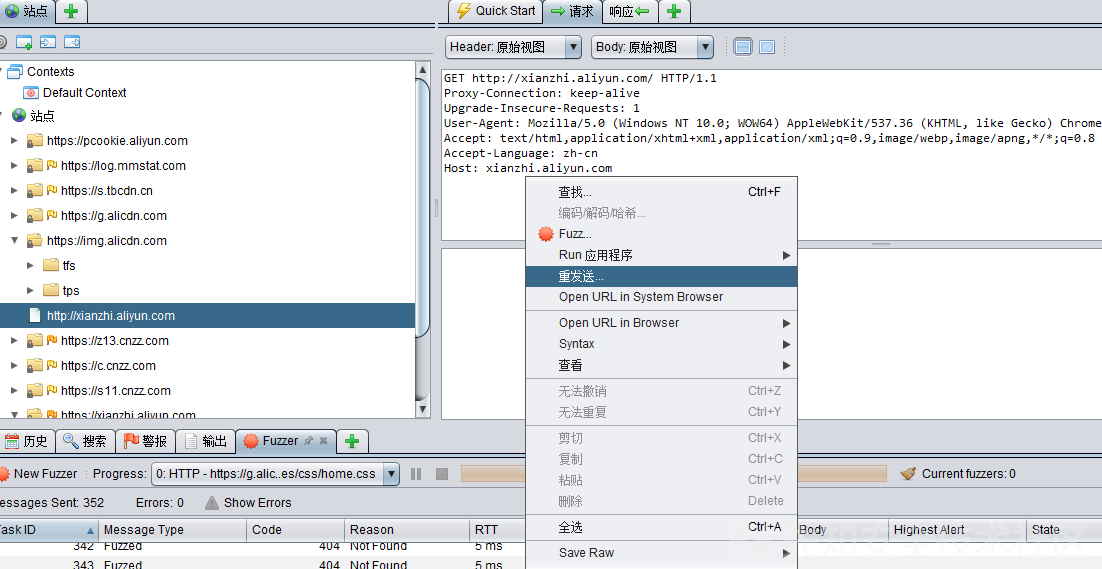 站点
Quick Start
请求
响应
Header: 原始视图
Body: 原始视图
Contexts
Default Context
站点
https://pcookie.aliyun.com
https://log.mmstat.com
https://s.tbcdn.cn
https://g.alicdn.com
https://img.alicdn.com
tfs
tps
http://xianzhi.aliyun.com
https://z13.cnzz.com
https://c.cnzz.com
https://s11.cnzz.com
https://xianzhi.aliyun.com
GET http://xianzhi.aliyun.com/ HTTP/1.1
Proxy-Connection: keep-alive
Upgrade-Insecure-Requests: 1
User-Agent: Mozilla/5.0 (Windows NT 10.0; WOW64) AppleWebKit/537.36 (KHTML, like Gecko) Chrome
Accept: text/html,application/xhtml+xml,application/xml;q=0.9,image/webp,image/apng,*/*;q=0.8
Accept-Language: zh-cn
Host: xianzhi.aliyun.com
查找... Ctrl+F
编码/解码/哈希...
Fuzz...
Run 应用程序
重发送...
Open URL in System Browser
Open URL in Browser
Syntax
查看
无法撤销 Ctrl+Z
无法重复 Ctrl+Y
剪切 Ctrl+X
复制 Ctrl+C
粘贴 Ctrl+V
删除 Delete
全选 Ctrl+A
Save Raw
历史
搜索
警报
输出
Fuzzer
New Fuzzer
Progress: 0: HTTP - https://g.alic..es/css/home.css
Current fuzzers: 0
essages Sent: 352
Errors: 0
Show Errors
ask ID Message Type Code Reason RTT Body Highest Alert State
342 Fuzzed 404 Not Found 5 ms
343 Fuzzed 404 Not Found 5 ms